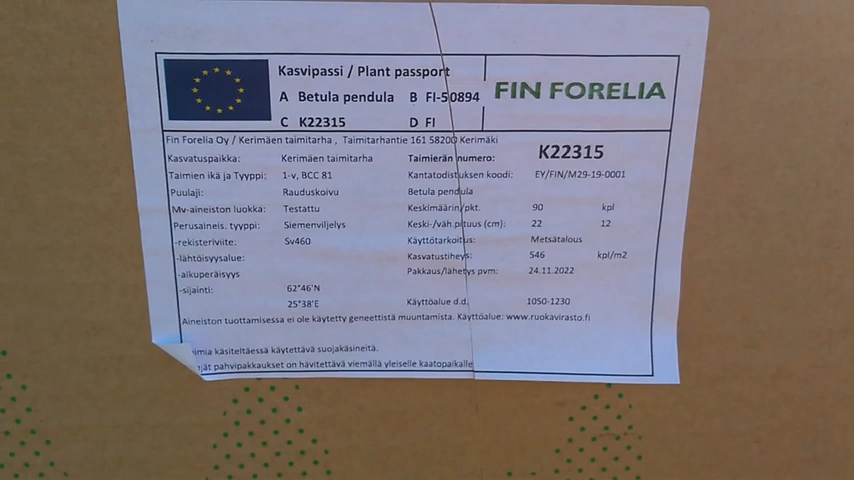 Kasvipassi / Plant passport
A Betula pendula B FI-50894
C K22315 D FI
FIN FORELIA
Fin Forelia Oy / Kerimäen taimitarha , Taimitarhantie 161 58200 Kerimäki
Kasvatuspaikka: Kerimäen taimitarha Taimierän numero: K22315
Taimien ikä ja Tyyppi: 1-v, BCC 81 Kantatodistuksen koodi: EY/FIN/M29-19-0001
Puulaji: Rauduskoivu Betula pendula
Mv-aineiston luokka: Testattu Keskimäärin/pkt. 90 kpl
Perusaineis. tyyppi: Siemenviljelys Keski-/väh.pituus (cm): 22 12
-rekisteriviite: Sv460 Käyttötarkoitus: Metsätalous
-lähtöisyysalue: Kasvatustiheys: 546 kpl/m2
-aikuperäisyys Pakkaus/lähetys pvm: 24.11.2022
-sijainti: 62°46'N
25°38'E Käyttöalue d.d. 1050-1230
Aineiston tuottamisessa ei ole käytetty geneettistä muuntamista. Käyttöalue: www.ruokavirasto.fi
käsiteltäessä käytettävä suojakäsineitä.
pahvipakkaukset on hävitettävä viemällä yleiselle kaatopaikalle